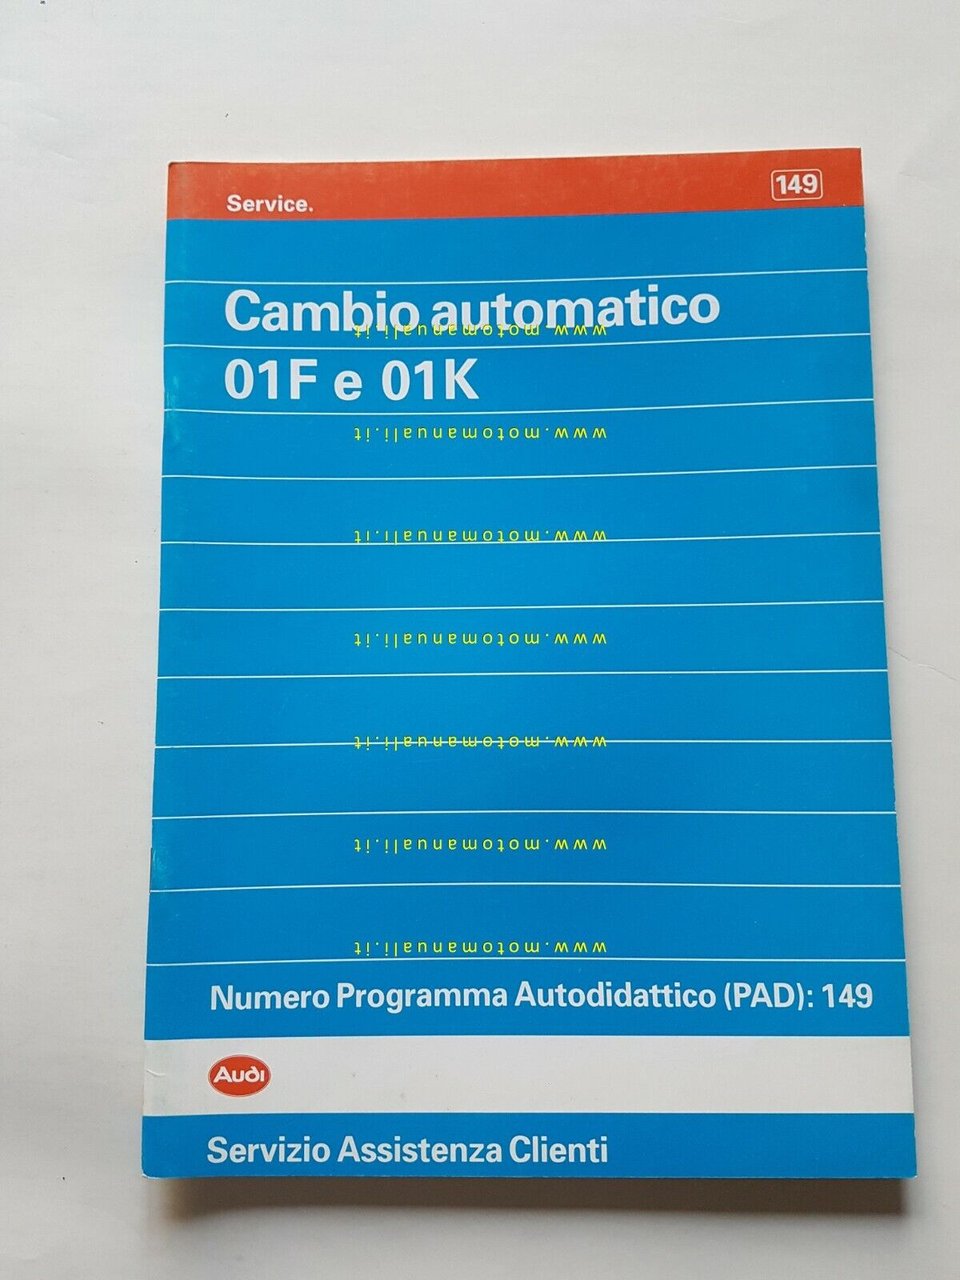 Service.
149
Cambio automatico
www.motomanuali.it
01F e 01K
www.motomanuali.it
www.motomanuali.it
www.motomanuali.it
www.motomanuali.it
www.motomanuali.it
www.motomanuali.it
Numero Programma Autodidattico (PAD): 149
Audi
Servizio Assistenza Clienti